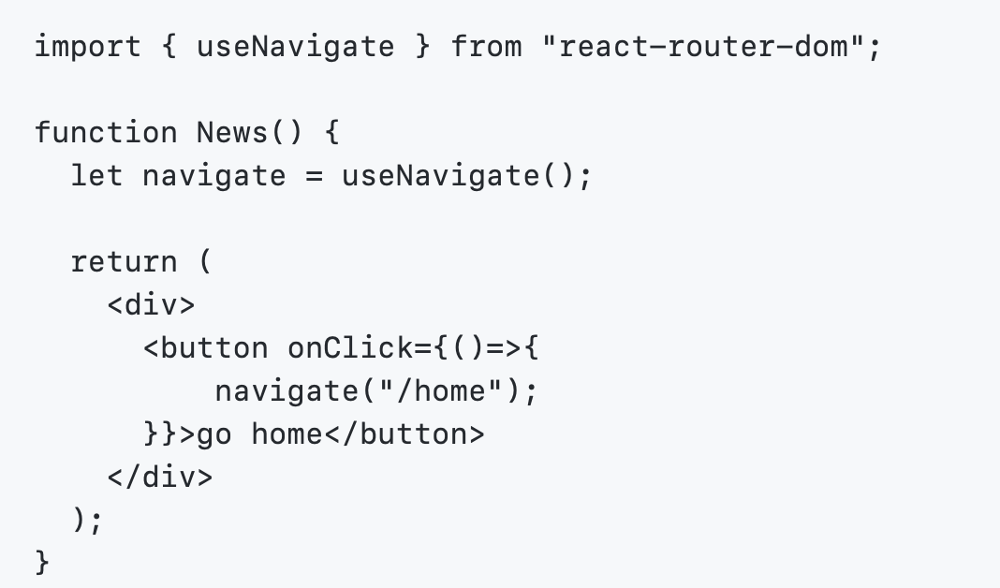 import { useNavigate } from "react-router-dom";

function News() {
  let navigate = useNavigate();

  return (
    <div>
      <button onClick={()=>{
          navigate("/home");
      }}>go home</button>
    </div>
  );
}